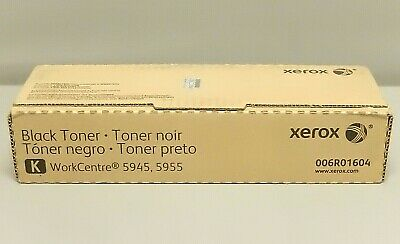 xerox
Black Toner • Toner noir
Tóner negro • Toner preto
K WorkCentre® 5945, 5955
xerox
006R01604
www.xerox.com